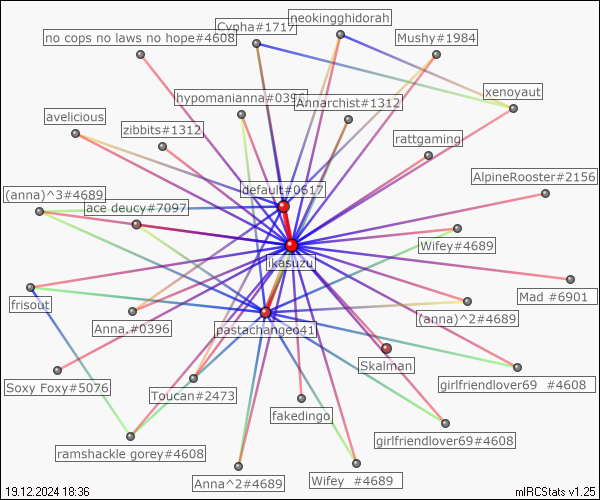 neokingghidorah
Cypha#1717
no cops no laws no hope#4608
Mushy#1984
xenoyaut
hypomanianna#0396
Annarchist#1312
avelicious
zibbits#1312
rattgaming
AlpineRooster#2156
default#0617
(anna)^3#4689
ace deucy#7097
Wifey#4689
ikasuzu
Mad #6901
frisout
(anna)^2#4689
Anna.#0396
pastachangeo41
Skalman
Soxy Foxy#5076
girlfriendlover69 #4608
Toucan#2473
fakedingo
girlfriendlover69#4608
ramshackle gorey#4608
Anna^2#4689
Wifey #4689
19.12.2024 18:36
mIRCStats v1.25